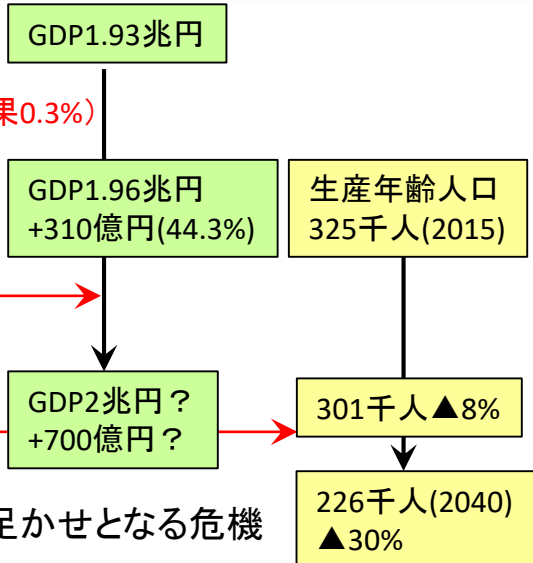 GDP1.93兆円
果0.3%）
GDP1.96兆円
+310億円(44.3%)
生産年齢人口
325千人(2015)
GDP2兆円？
+700億円？
301千人▲8%
226千人(2040)
▲30%
足かせとなる危機